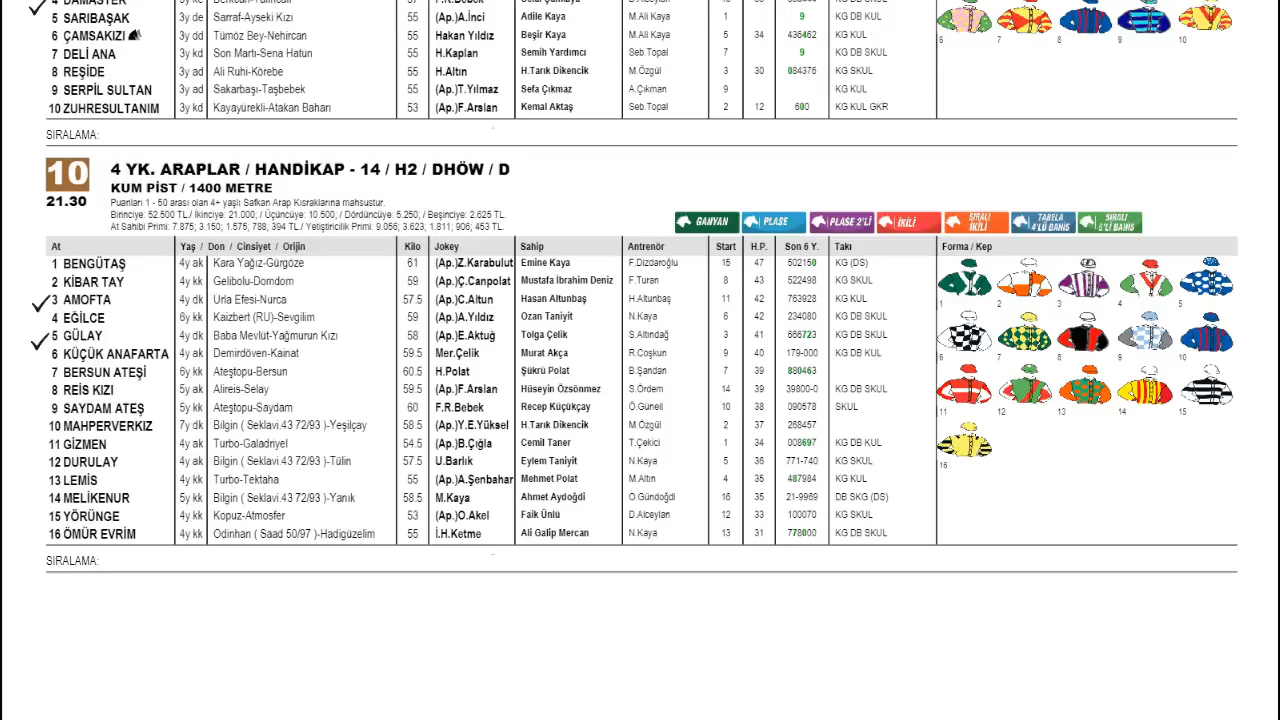 5 SARIBAŞAK 3y de Sarraf-Ayseki Kızı 55 (Ap.)A.İnci Adile Kaya M.Ali Kaya 1 9 KG DB KUL
6 ÇAMSAKIZI 3y dd Tümöz Bey-Nehircan 55 Hakan Yıldız Beşir Kaya M.Ali Kaya 5 34 436462 KG KUL
7 DELİ ANA 3y kd Son Martı-Sena Hatun 55 H.Kaplan Semih Yardımcı Seb.Topal 9 KG DB SKUL
8 REŞİDE 3y ad Ali Ruhi-Körebe 55 H.Altın H.Tarık Dikencik M.Özgül 3 30 084376 KG SKUL
9 SERPİL SULTAN 3y ad Sakarbaşı-Taşbebek 55 (Ap.)T.Yılmaz Sefa Çıkmaz A.Çıkman 9 KG KUL
10 ZUHRESULTANIM 3y kd Kayayürekli-Atakan Baharı 53 (Ap.)F.Arslan Kemal Aktaş Seb.Topal 2 12 600 KG KUL GKR
6 7 8 9 10
SIRALAMA:
10 4 YK. ARAPLAR / HANDİKAP - 14 / H2 / DHÖW / D
KUM PİST / 1400 METRE
21.30
Puanları 1 - 50 arası olan 4+ yaşlı Safkan Arap Kısraklarına mahsustur.
Birinciye: 52.500 TL / İkinciye: 21.000; / Üçüncüye: 10.500; / Dördüncüye: 5.250; / Beşinciye: 2.625 TL.
At Sahibi Primi: 7.875; 3.150; 1.576; 788; 394 TL./ Yetiştiricilik Primi: 9.056; 3.623; 1.811; 906; 453 TL.
GANYAN PLASE PLASE 2'Lİ İKİLİ SIRALI İKİLİ TABELA 4'LÜ BAHİS SIRALI 5'Lİ BAHİS
At Yaş / Don / Cinsiyet / Orijin Kilo Jokey Sahip Antrenör Start H.P. Son 6 Y. Takı Forma / Kep
1 BENGÜTAŞ 4y ak Kara Yağız-Gürgöze 61 (Ap.)Z.Karabulut Emine Kaya F.Dizdaroğlu 15 47 502150 KG (DS)
2 KİBAR TAY 4y kk Gelibolu-Domdom 59 (Ap.)Ç.Canpolat Mustafa İbrahim Deniz F.Turan 8 43 522498 KG SKUL
3 AMOFTA 4y dk Urla Efesi-Nurca 57.5 (Ap.)C.Altun Hasan Altunbaş H.Altunbaş 11 42 763928 KG KUL
4 EĞİLCE 6y kk Kaizbert (RU)-Sevgilim 59 (Ap.)A.Yıldız Ozan Taniyit N.Kaya 6 42 234080 KG DB SKUL
5 GÜLAY 4y dk Baba Mevlüt-Yağmurun Kızı 58 (Ap.)E.Aktuğ Tolga Çelik S.Altındağ 3 41 666723 KG DB SKUL
6 KÜÇÜK ANAFARTA 4y ak Demirdöven-Kainat 59.5 Mer.Çelik Murat Akça R.Coşkun 9 40 179-000 KG DB KUL
7 BERSUN ATEŞİ 6y kk Ateştopu-Bersun 60.5 H.Polat Şükrü Polat B.Şandan 7 39 880463
8 REİS KIZI 5y ak Alireis-Selay 59.5 (Ap.)F.Arslan Hüseyin Özsönmez S.Ördem 14 39 39800-0 KG DB SKUL
9 SAYDAM ATEŞ 5y kk Ateştopu-Saydam 60 F.R.Bebek Recep Küçükçay Ö.Güneli 10 38 090578 SKUL
10 MAHPERVERKIZ 7y dk Bilgin ( Seklavi.43 72/93 )-Yeşilçay 58.5 (Ap.)Y.E.Yüksel H.Tarık Dikencik M.Özgül 2 37 268457
11 GİZMEN 4y ak Turbo-Galadriyel 54.5 (Ap.)B.Çığla Cemil Taner T.Çekici 1 34 008697 KG DB KUL
12 DURULAY 4y ak Bilgin ( Seklavi.43 72/93 )-Tülin 57.5 U.Barlık Eylem Taniyit N.Kaya 5 36 771-740 KG SKUL
13 LEMİS 4y kk Turbo-Tektaha 55 (Ap.)A.Şenbahar Mehmet Polat M.Altın 4 35 487984 KG KUL
14 MELİKENUR 5y kk Bilgin ( Seklavi.43 72/93 )-Yanık 58.5 M.Kaya Ahmet Aydoğdi O.Gündoğdi 16 35 21-9969 DB SKG (DS)
15 YÖRÜNGE 4y kk Kopuz-Atmosfer 53 (Ap.)O.Akel Faik Ünlü D.Alceylan 12 33 100070 KG SKUL
16 ÖMÜR EVRİM 4y kk Odinhan ( Saad 50/97 )-Hadigüzelim 55 İ.H.Ketme Ali Galip Mercan N.Kaya 13 31 778000 KG DB SKUL
1 2 3 4 5
6 7 8 9 10
11 12 13 14 15
16
SIRALAMA: